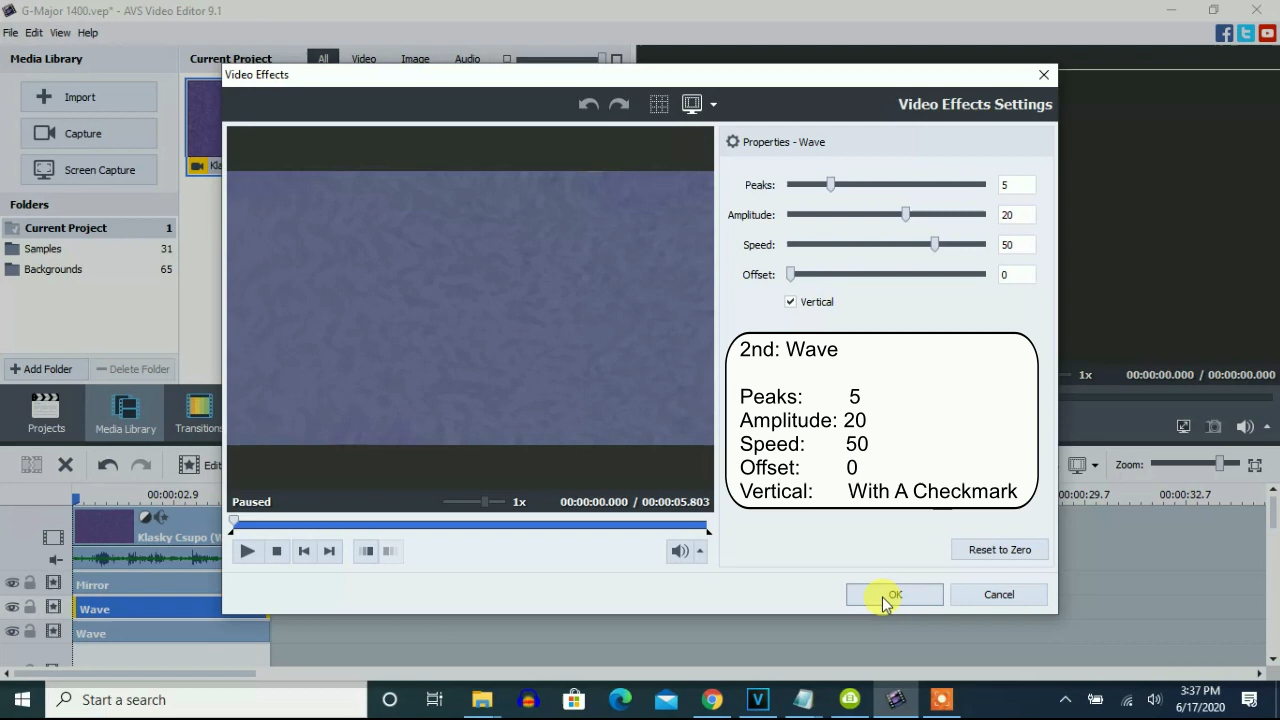 G-Major 1400.vep* - AVS Video Editor 9.1
File Edit View Help
Media Library
Current Project
All Video Image Audio
Import
Capture
Screen Capture
Folders
Current Project 1
Samples 31
Backgrounds 65
Add Folder
Delete Folder
Projects
Media Library
Video Effects
Video Effects Settings
Properties - Wave
Peaks: 5
Amplitude: 20
Speed: 50
Offset: 0
Vertical
2nd: Wave
Peaks: 5
Amplitude: 20
Speed: 50
Offset: 0
Vertical: With A Checkmark
Paused
1x
00:00:00.000 / 00:00:05.803
Reset to Zero
OK
Cancel
1x
00:00:00.000 / 00:00:00.000
Zoom:
00:00:02.9
00:00:29.7
00:00:32.7
Klasky Csupo (
Mirror
Wave
Wave
Start a search
3:37 PM
6/17/2020